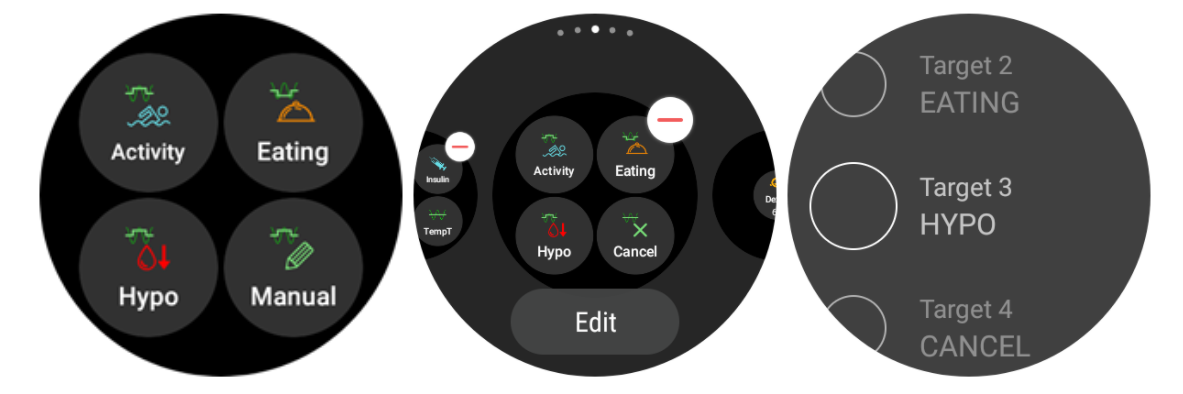 Activity
Eating
Hypo
Manual
Insulin
TempT
Activity
Eating
Hypo
Cancel
Edit
Target 2
EATING
Target 3
HYPO
Target 4
CANCEL